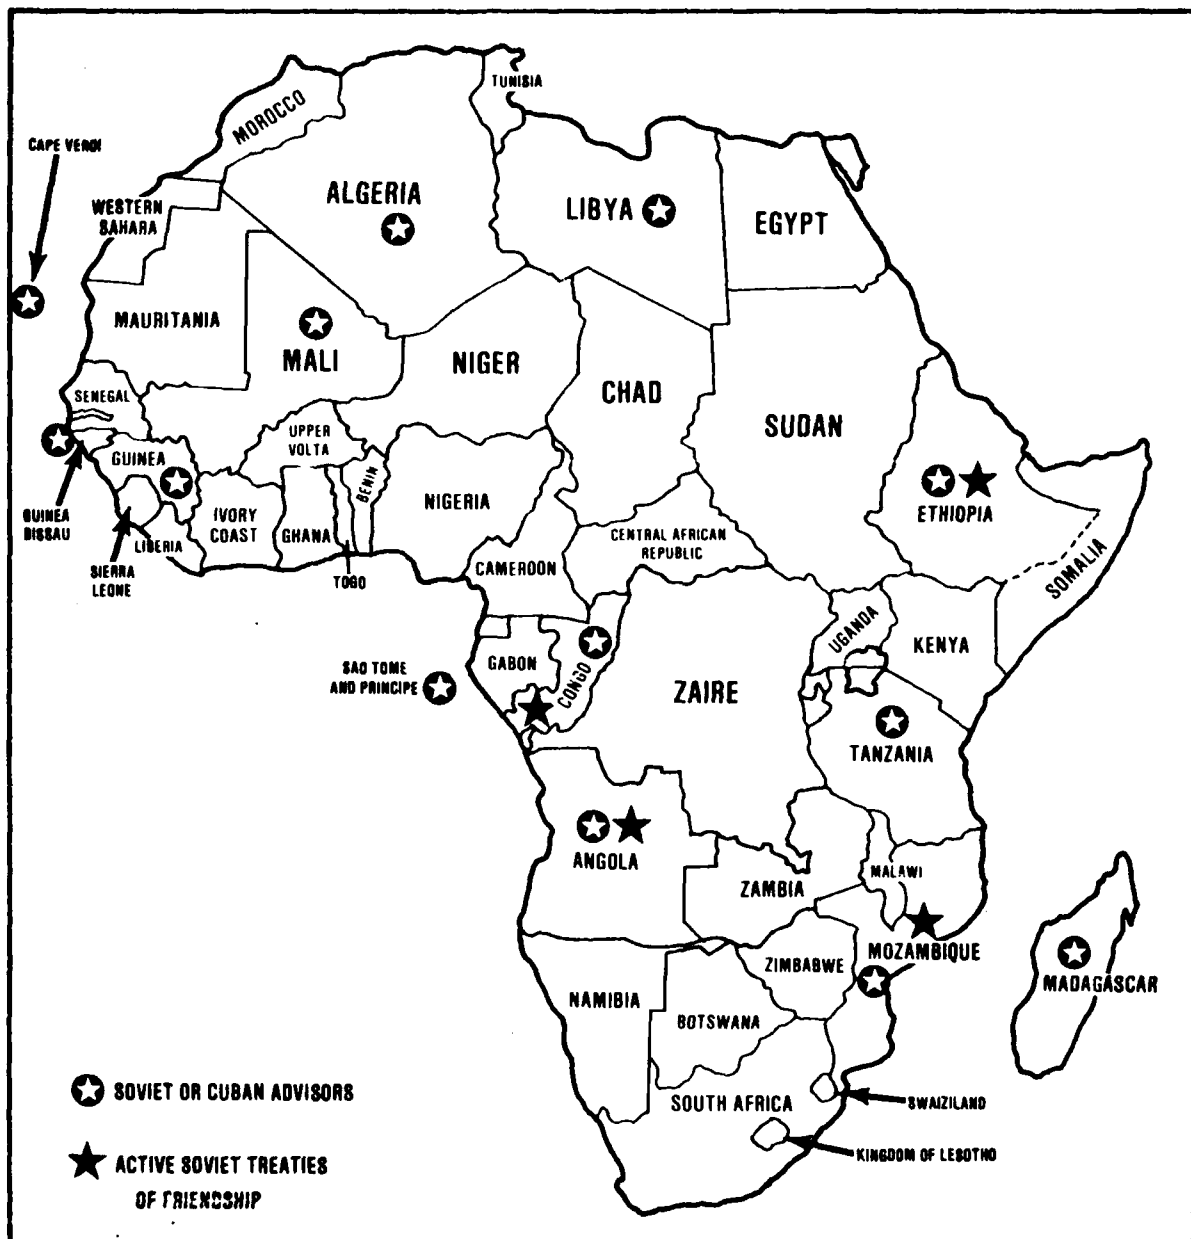 TUNISIA
MOROCCO
CAPE VERDI
ALGERIA
LIBYA
EGYPT
WESTERN
SAHARA
MAURITANIA
MALI
NIGER
CHAD
SUDAN
SENEGAL
UPPER
VOLTA
GUINEA
BENIN
NIGERIA
ETHIOPIA
GUINEA
BISSAU
IVORY
COAST
GHANA
LIBERIA
CENTRAL AFRICAN
REPUBLIC
SOMALIA
SIERRA
LEONE
TOGO
CAMEROON
UGANDA
KENYA
SAO TOME
AND PRINCIPE
GABON
CONGO
ZAIRE
TANZANIA
ANGOLA
MALAWI
ZAMBIA
MOZAMBIQUE
ZIMBABWE
MADAGASCAR
NAMIBIA
BOTSWANA
SOUTH AFRICA
SWAIZILAND
KINGDOM OF LESOTHO
SOVIET OR CUBAN ADVISORS
ACTIVE SOVIET TREATIES
OF FRIENDSHIP